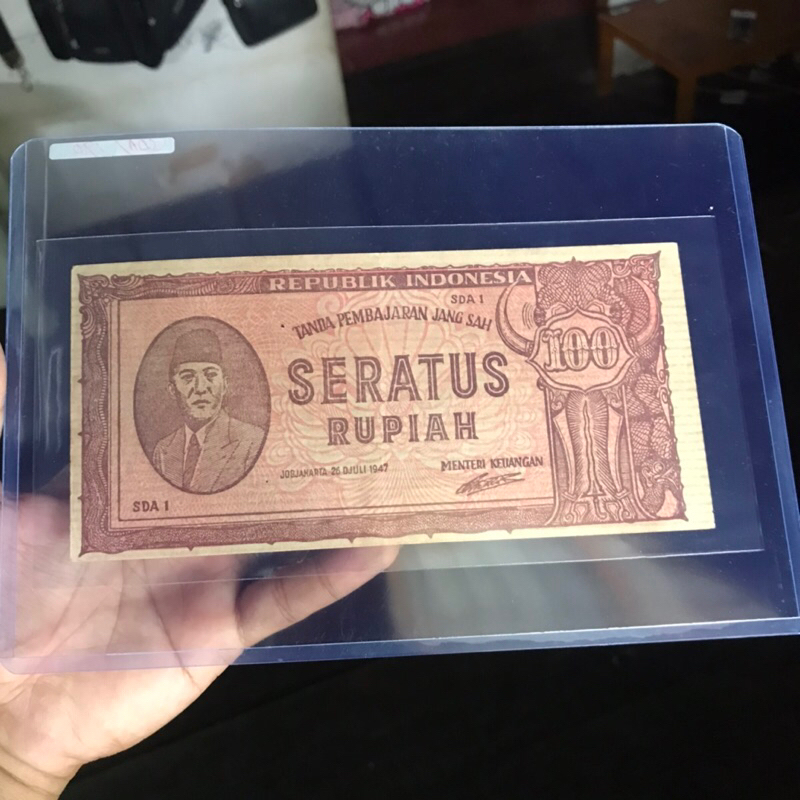 REPUBLIK INDONESIA
SDA 1
TANDA PEMBAJARAN JANG SAH
100
SERATUS
RUPIAH
JOGJAKARTA 26 DJULI 1947
MENTERI KEUANGAN
SDA 1